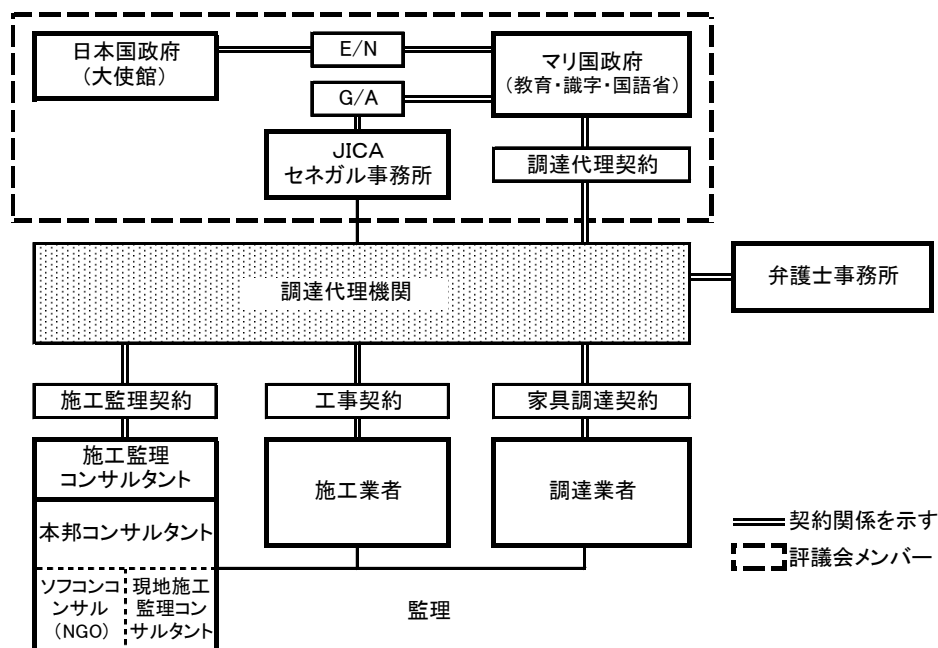 日本国政府
（大使館）
E/N
マリ国政府
（教育・識字・国語省）
G/A
JICA
セネガル事務所
調達代理契約
調達代理機関
弁護士事務所
施工監理契約
工事契約
家具調達契約
施工監理
コンサルタント
施工業者
調達業者
本邦コンサルタント
ソフコンコ
ンサル
（NGO）
現地施工
監理コン
サルタント
監理
契約関係を示す
評議会メンバー